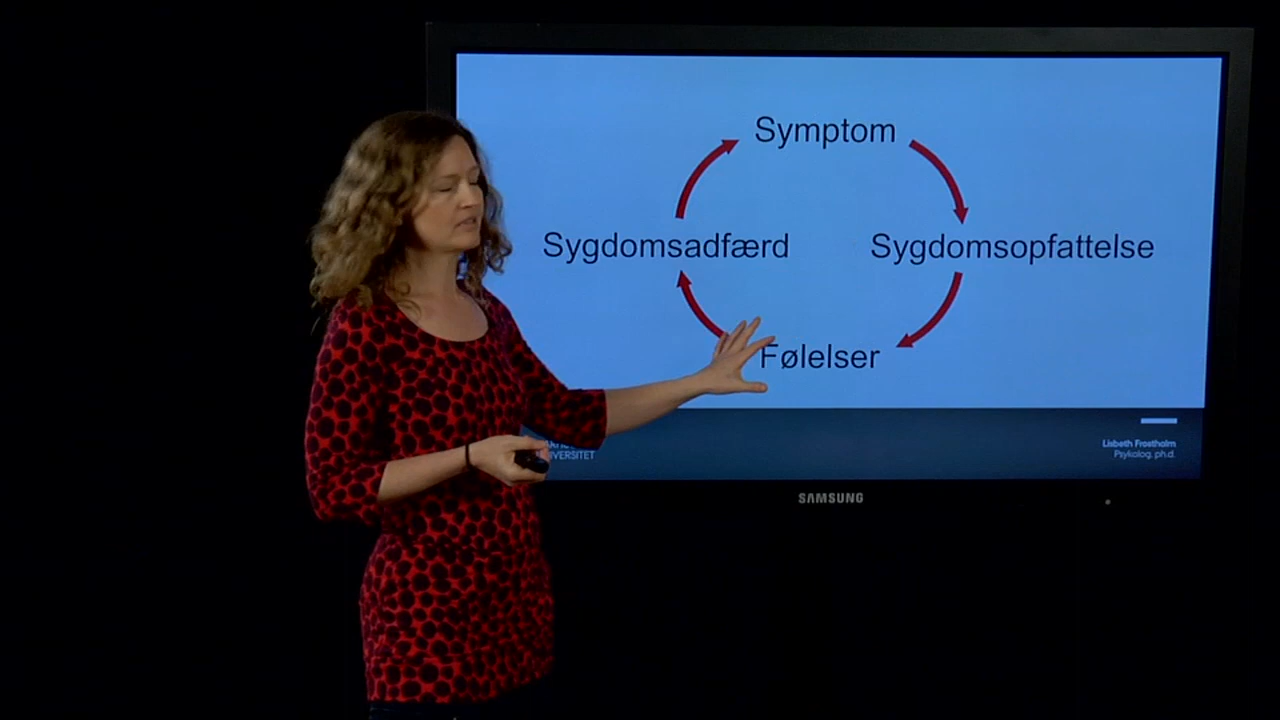 Symptom
Sygdomsadfærd
Sygdomsopfattelse
Følelser
Lisbeth Frostholm
Psykolog. ph.d.
SAMSUNG